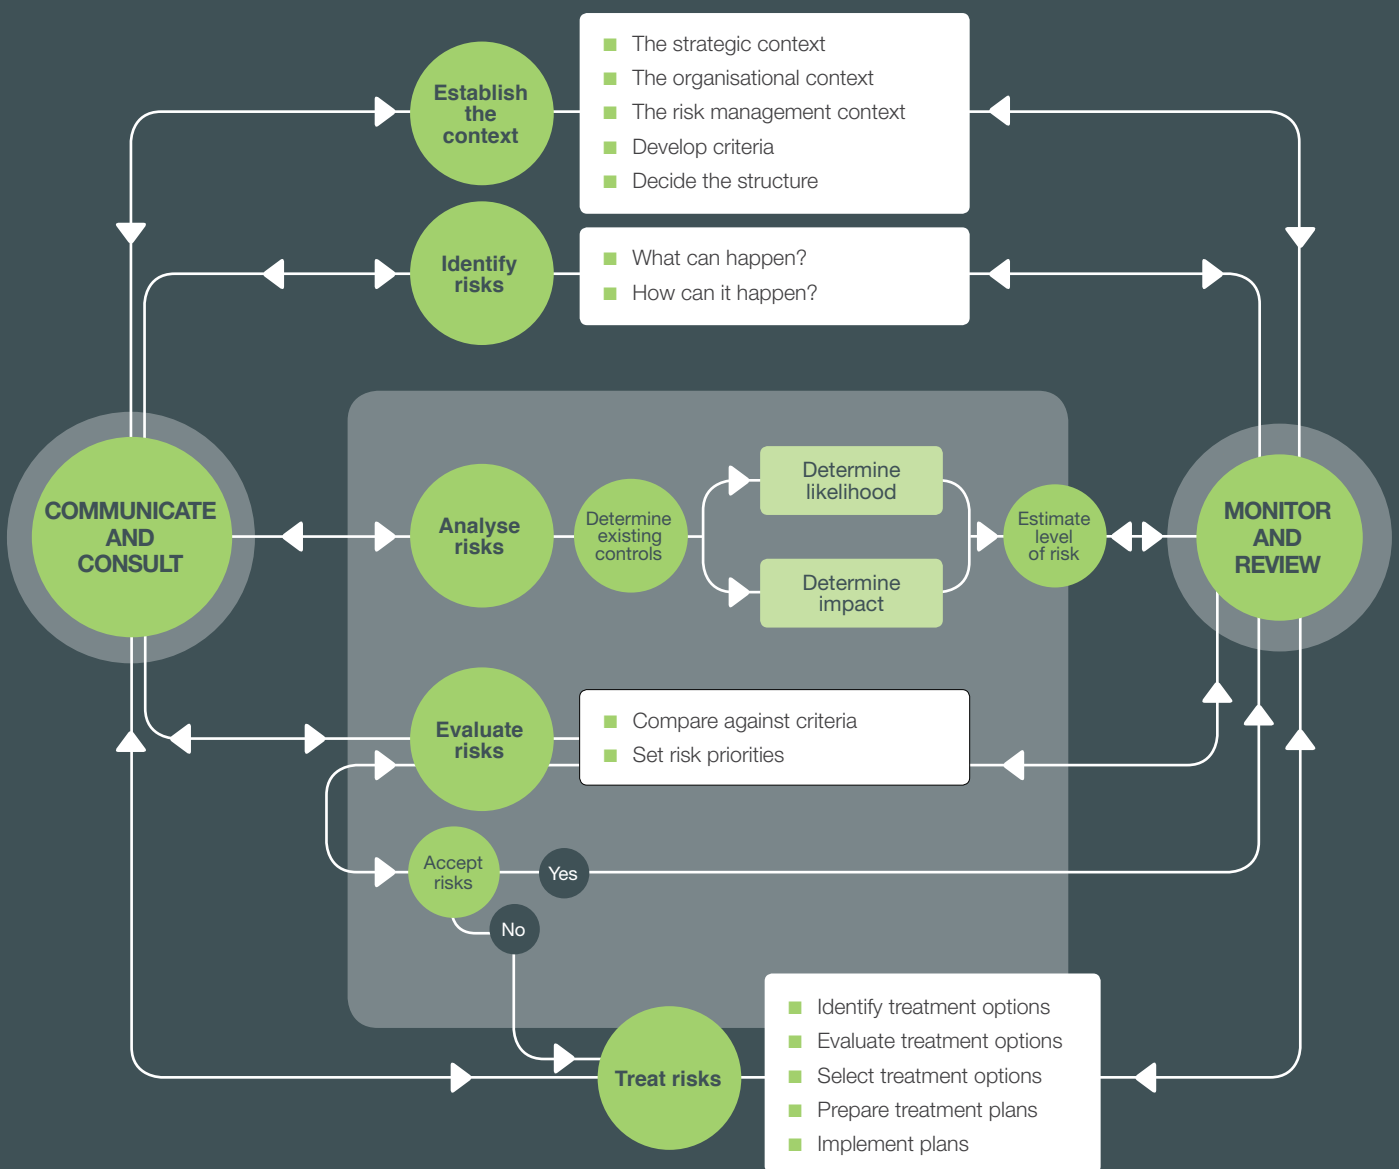 Establish
the
context
The strategic context
The organisational context
The risk management context
Develop criteria
Decide the structure
Identify
risks
What can happen?
How can it happen?
COMMUNICATE
AND
CONSULT
Analyse
risks
Determine
existing
controls
Determine
likelihood
Determine
impact
Estimate
level
of risk
MONITOR
AND
REVIEW
Evaluate
risks
Compare against criteria
Set risk priorities
Accept
risks
Yes
No
Treat risks
Identify treatment options
Evaluate treatment options
Select treatment options
Prepare treatment plans
Implement plans